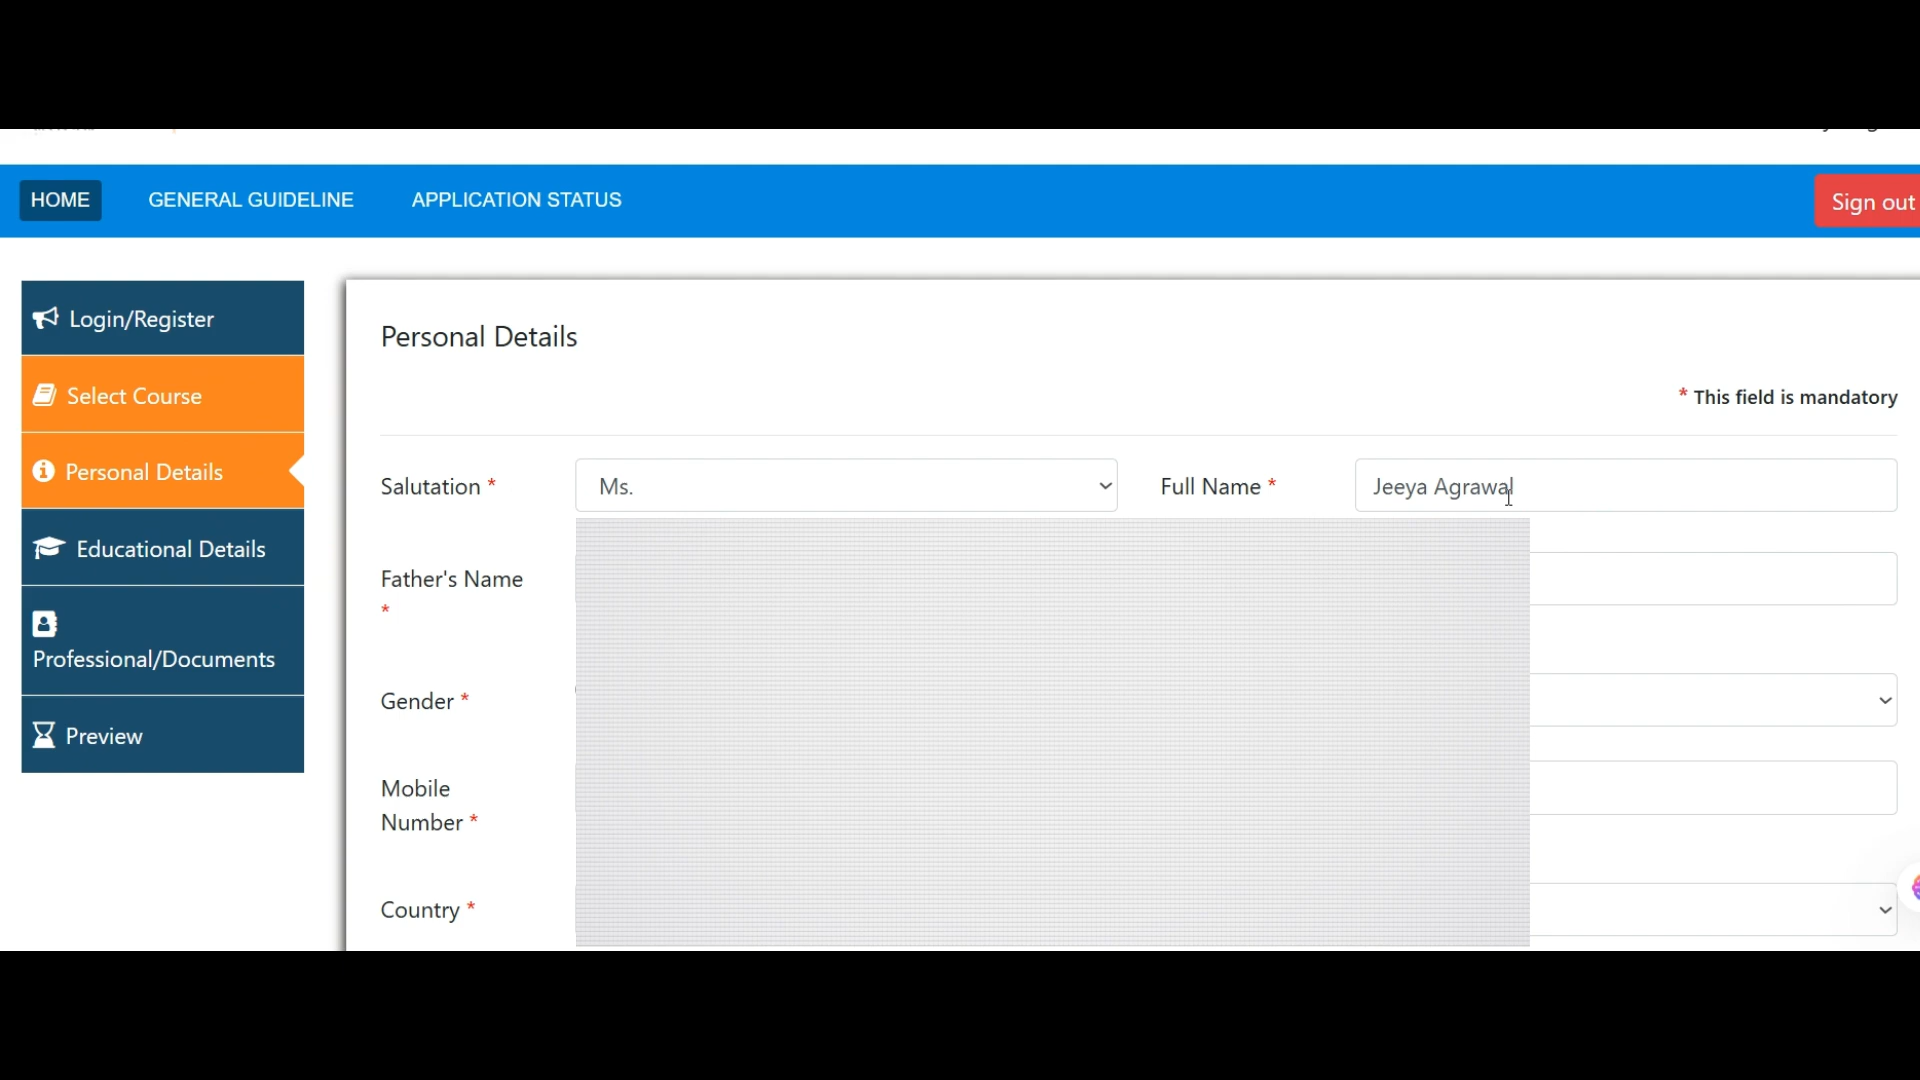 HOME GENERAL GUIDELINE APPLICATION STATUS Sign out
Login/Register
Select Course
Personal Details
Educational Details
Professional/Documents
Preview
Personal Details
* This field is mandatory
Salutation * Ms. Full Name * Jeeya Agrawal
Father's Name
*
Gender *
Mobile
Number *
Country *